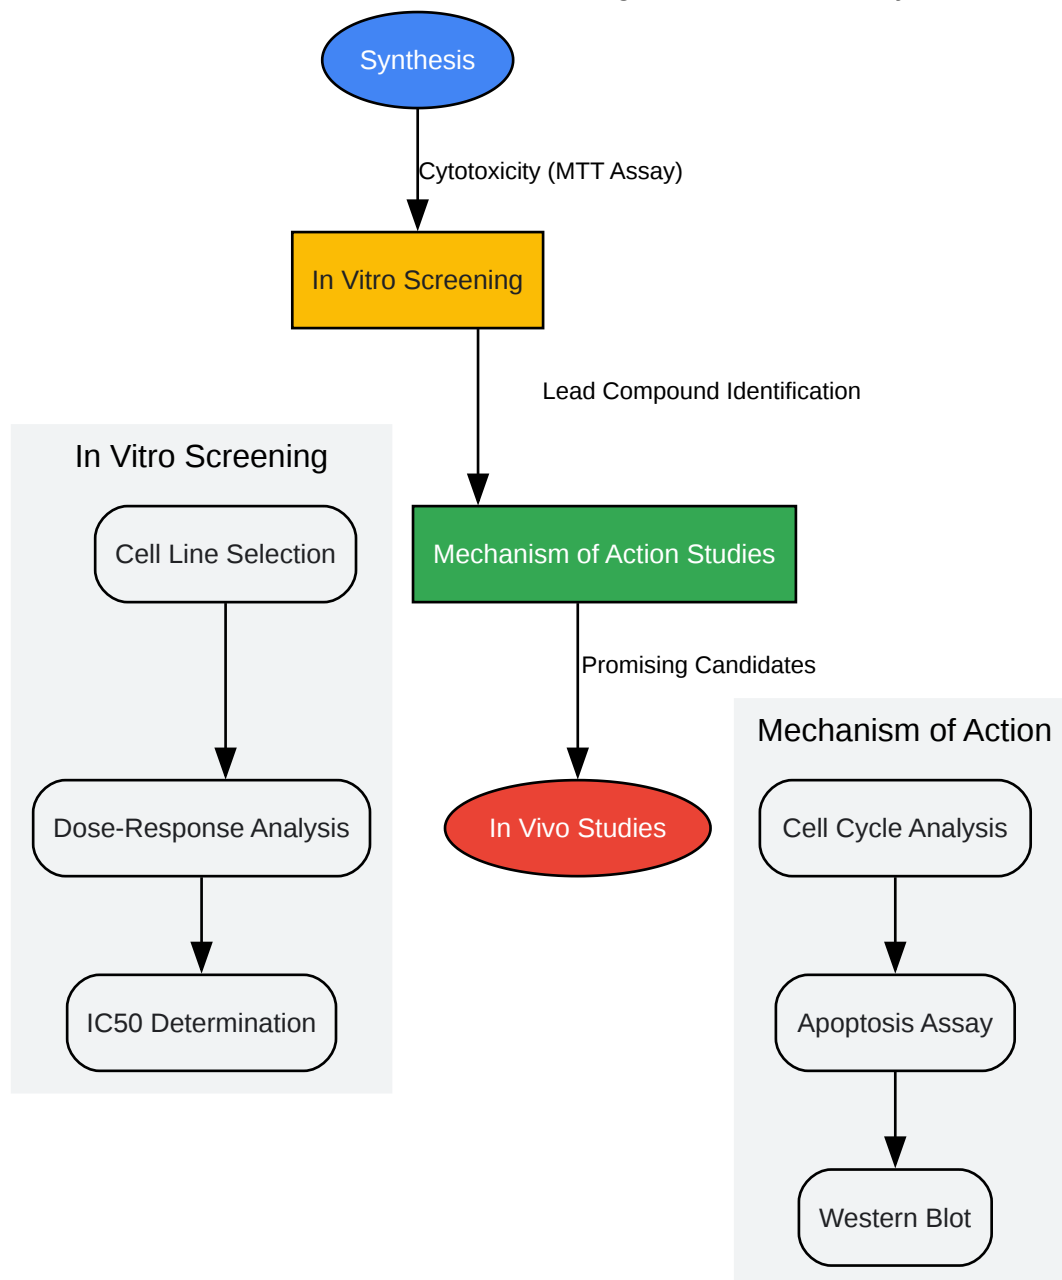 Synthesis
Cytotoxicity (MTT Assay)
In Vitro Screening
Lead Compound Identification
In Vitro Screening
Cell Line Selection
Mechanism of Action Studies
Promising Candidates
Mechanism of Action
Dose-Response Analysis
In Vivo Studies
Cell Cycle Analysis
IC50 Determination
Apoptosis Assay
Western Blot